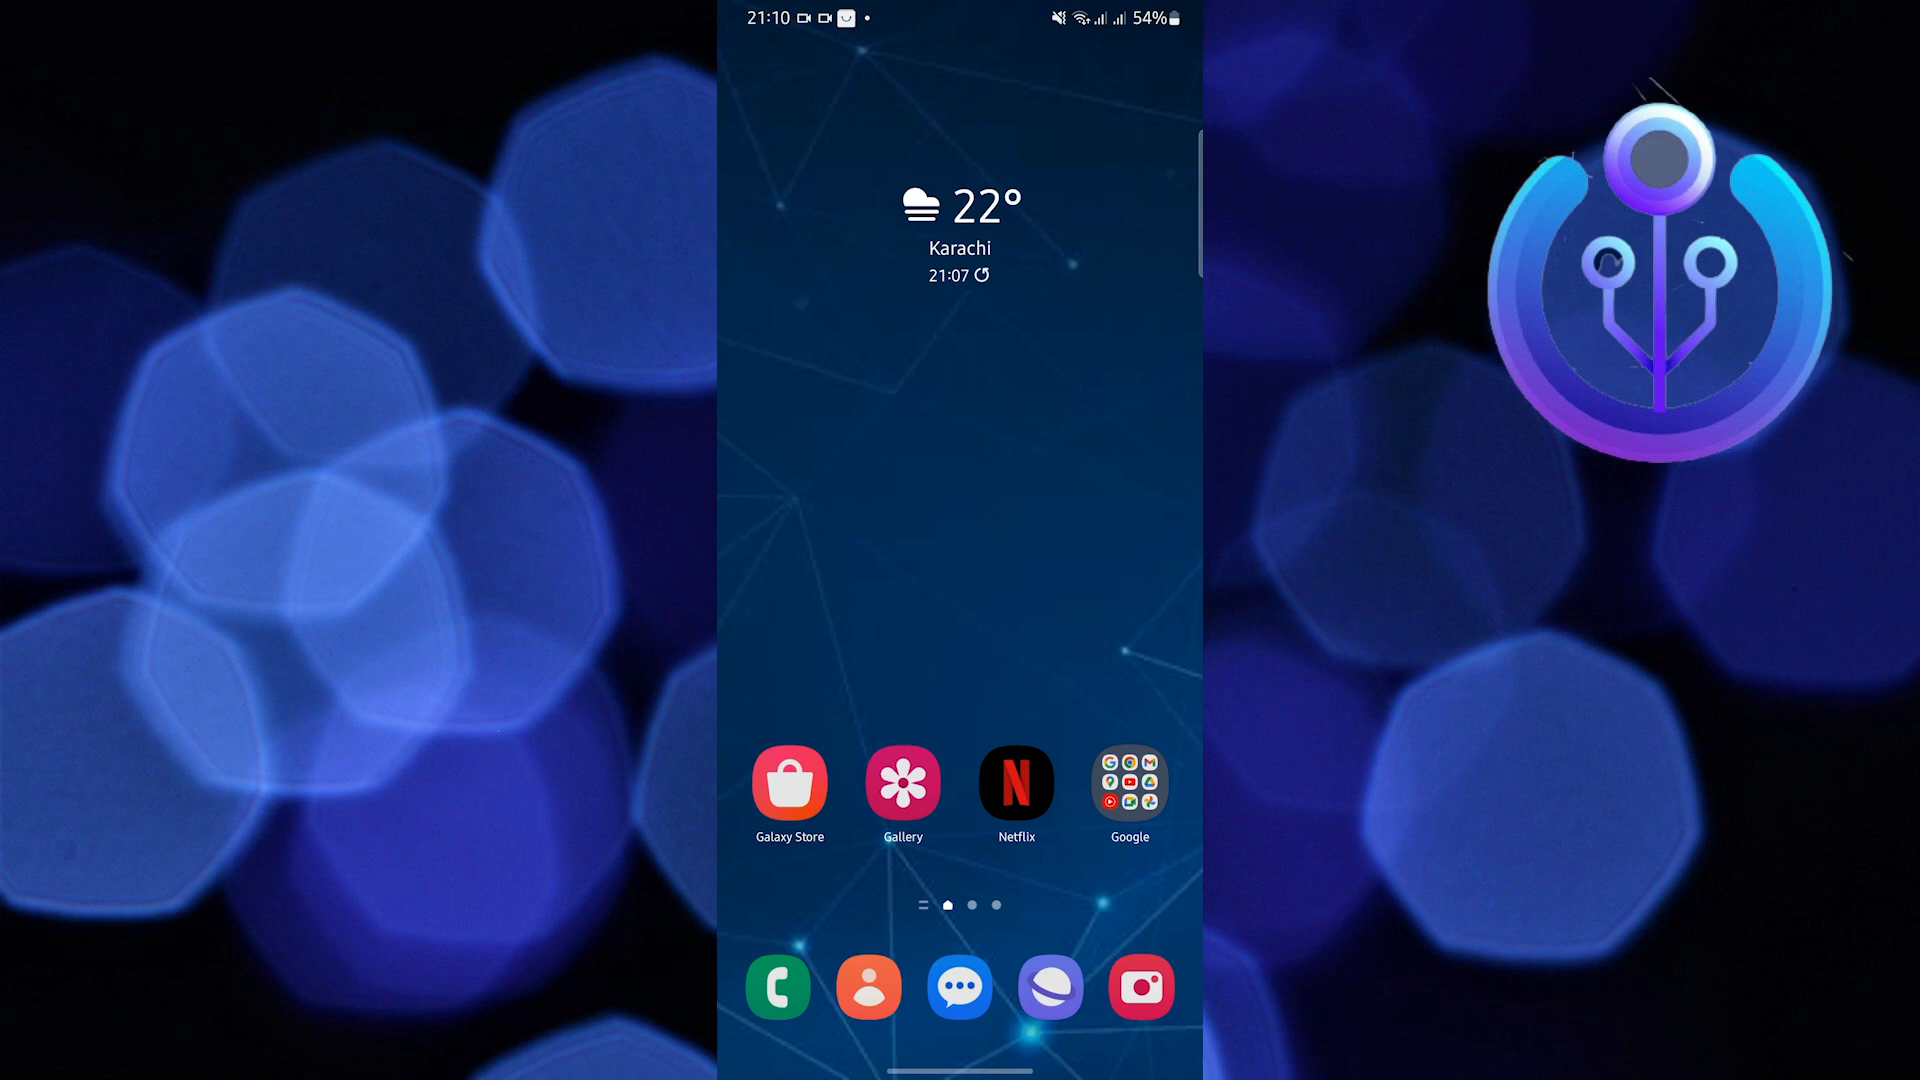 21:10
54%
22°
Karachi
21:07
Galaxy Store
Gallery
Netflix
Google